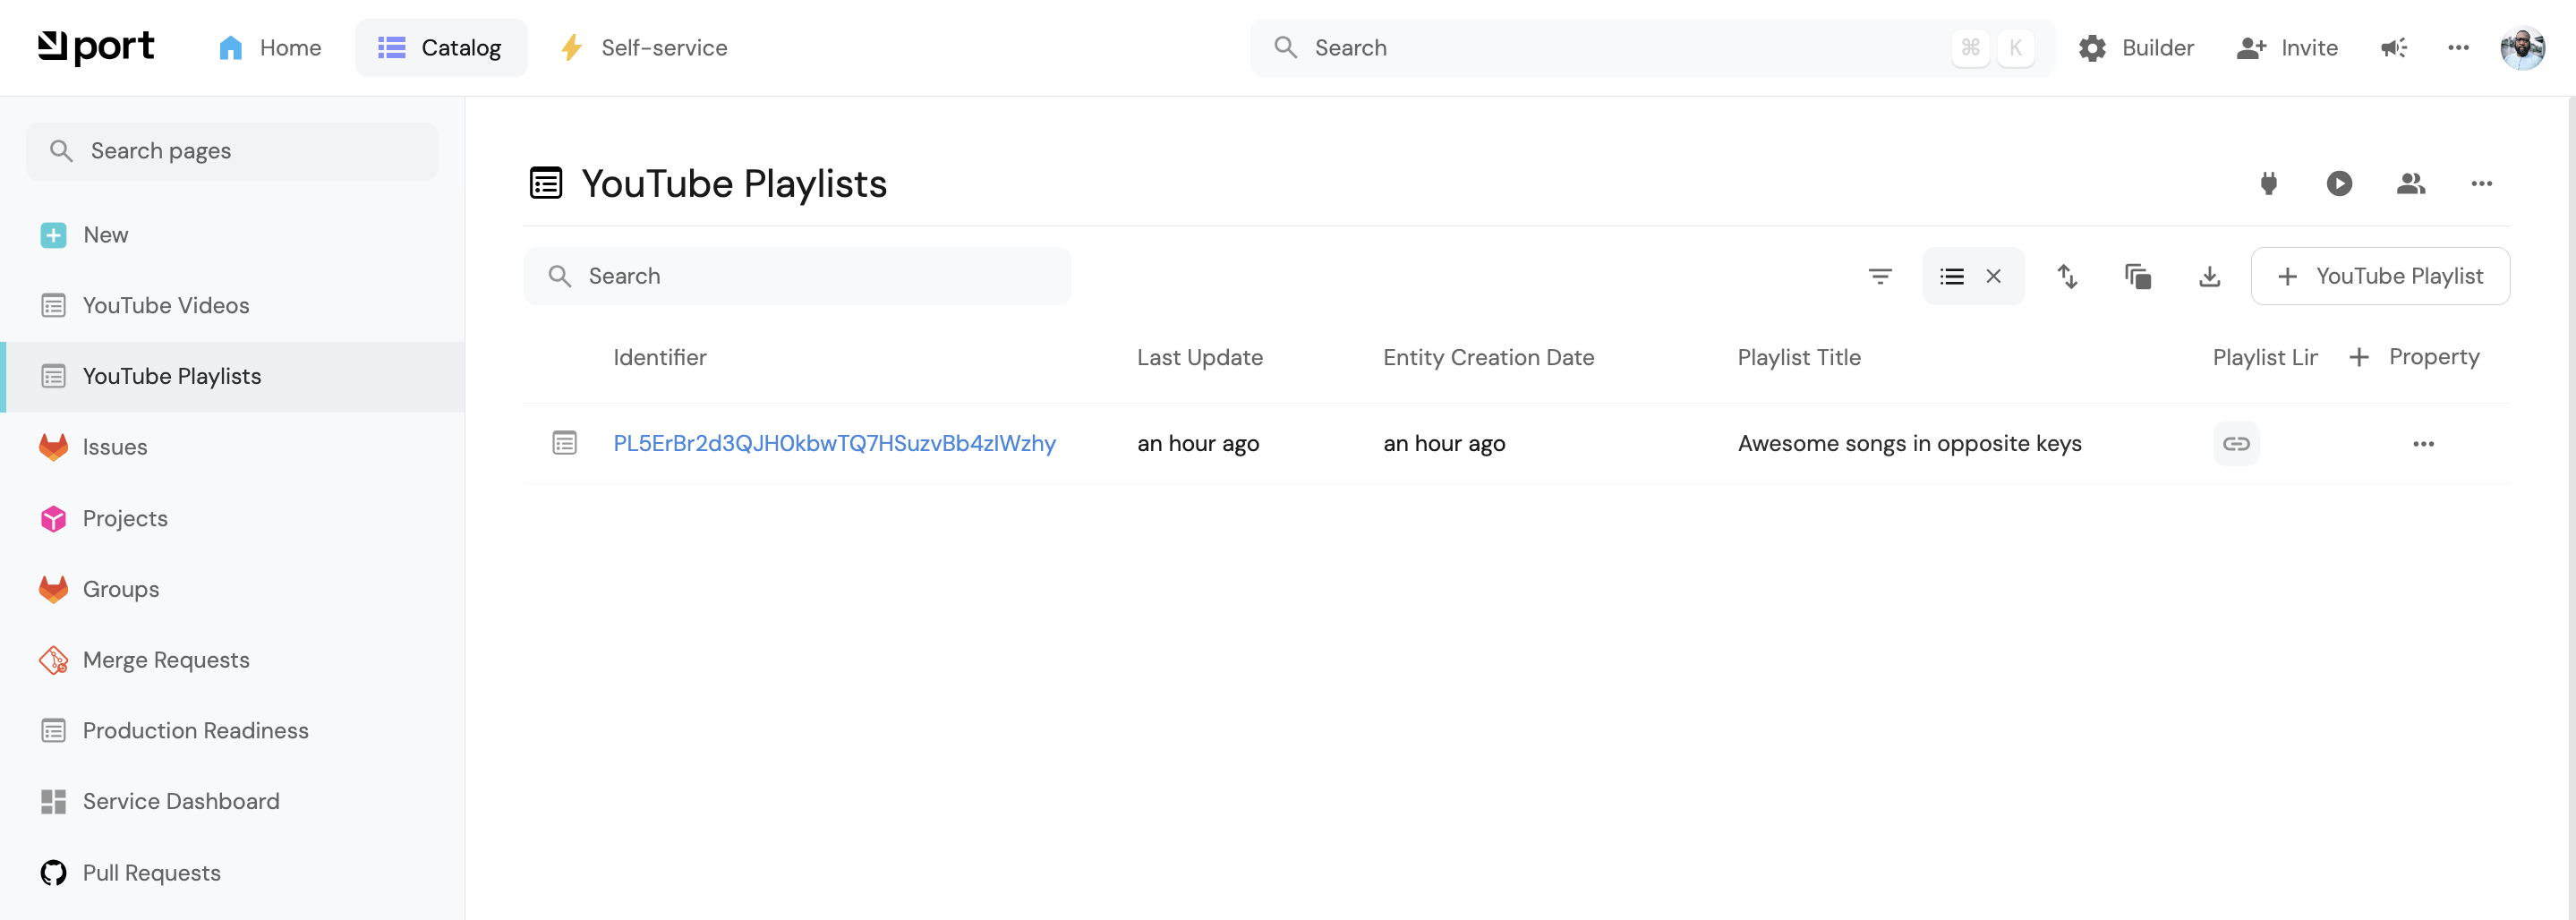 port
Home
Catalog
Self-service
Search
⌘ K
Builder
Invite
Search pages
New
YouTube Videos
YouTube Playlists
Issues
Projects
Groups
Merge Requests
Production Readiness
Service Dashboard
Pull Requests
YouTube Playlists
Search
+ YouTube Playlist
Identifier Last Update Entity Creation Date Playlist Title Playlist Lir + Property
PL5ErBr2d3QJH0kbwTQ7HSuzvBb4zIWzhy an hour ago an hour ago Awesome songs in opposite keys